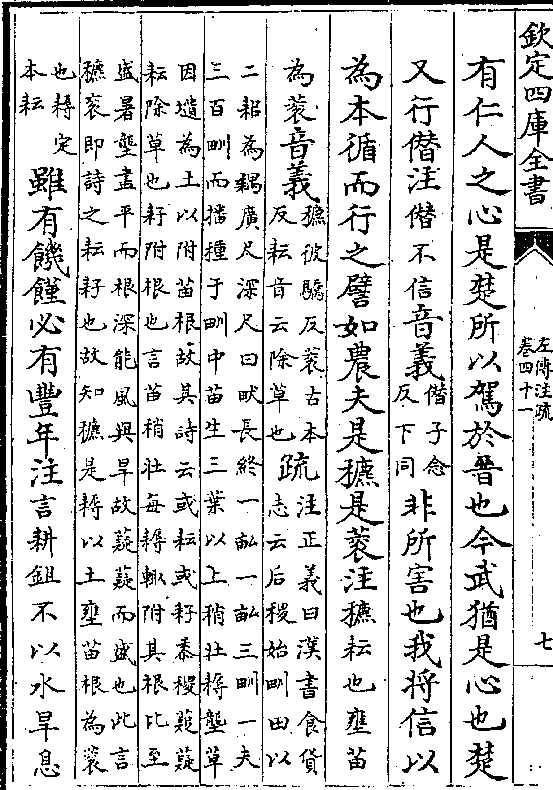 欽定四庫全書
左傳注疏
卷四十一
七
有仁人之心是楚所以駕於晉也今武猶是心也楚
又行僣注僣不信音義僣子念
反下同非所害也我將信以
為本循而行之譬如農夫是穮是蓘注穮耘也壅苗
為蓘音義穮彼驕反蓘古本
反耘音云除草也疏注正義曰漢書食貨
志云后稷始甽田以
二耜為耦廣尺深尺曰畎長終一畝一畝三甽一夫
三百甽而播種于甽中苗生三葉以上稍壯耨壟草
因壝為土以附苗根故其詩云或耘或耔黍稷薿薿
耘除草也耔附根也言苗稍壯每耨輙附其根比至
盛暑壟盡平而根深能風與旱故薿薿而盛也此言
穮蓘即詩之耘耔也故知穮是耨以土壅苗根為蓘
也耨定
本耘雖有饑饉必有豐年注言耕鉏不以水旱息